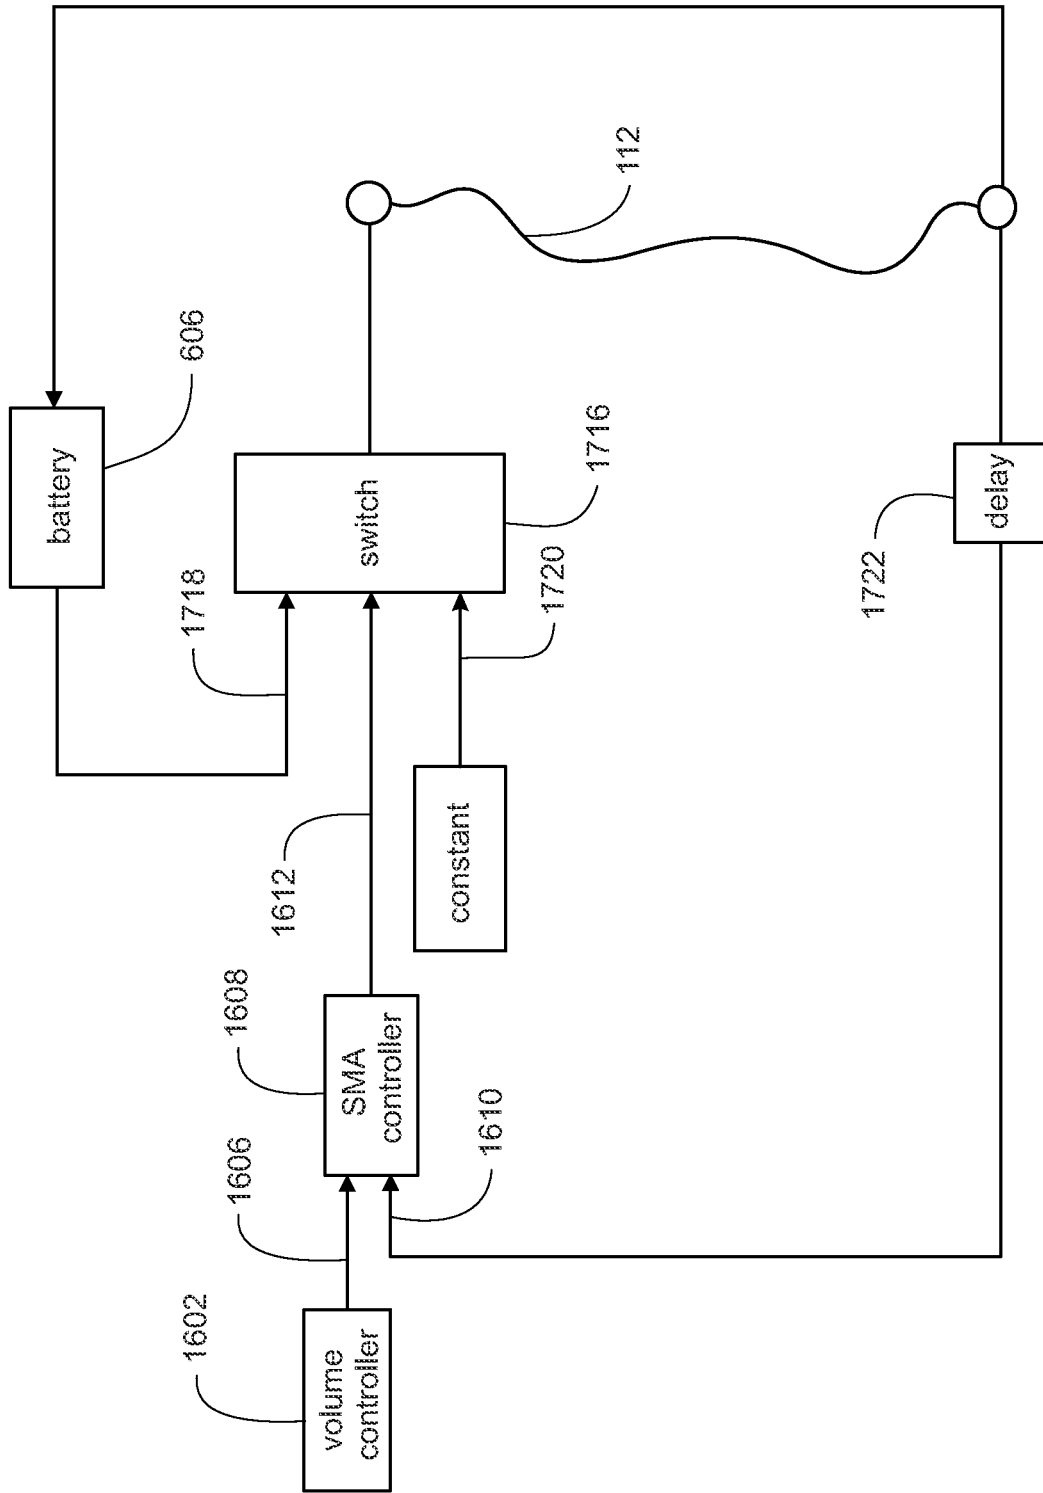 battery
606
1718
switch
1716
112
1612
1720
constant
1608
SMA
controller
1606
1610
1602
volume
controller
1722
delay